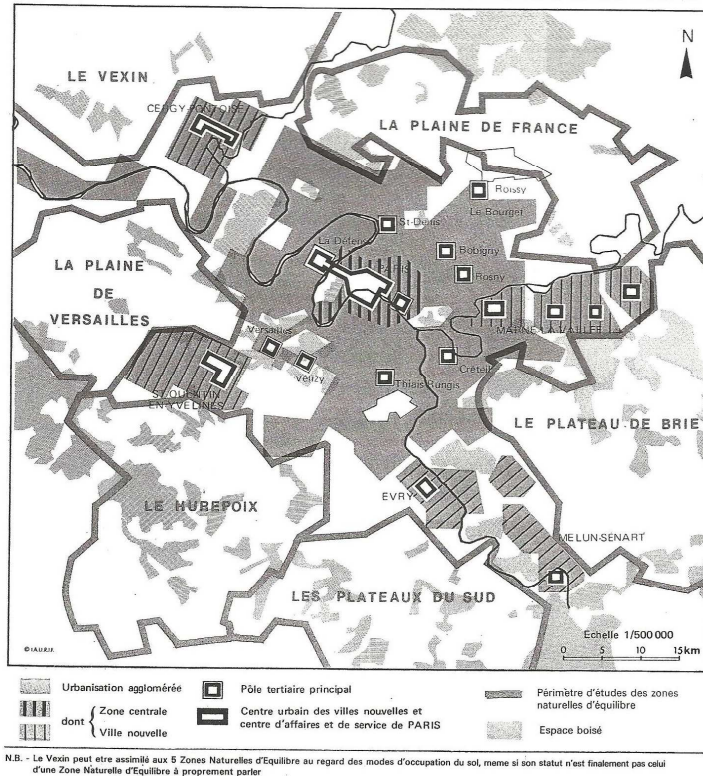 N
LE VEXIN
CERGY-PONTOISE
LA PLAINE DE FRANCE
Roissy
Le Bourget
St-Denis
La Défense
Bobigny
PARIS
Rosny
LA PLAINE
DE
VERSAILLES
MARNE-LA-VALLEE
Versailles
Vélizy
Créteil
Thiais Rungis
ST-QUENTIN
EN-YVELINES
LE PLATEAU DE BRIE
EVRY
LE HUREPOIX
MELUN-SÉNART
LES PLATEAUX DU SUD
Echelle 1/500 000
0 5 10 15 km
© I.A.U.R.I.F.
Urbanisation agglomérée
dont
Zone centrale
Ville nouvelle
Pôle tertiaire principal
Centre urbain des villes nouvelles et
centre d'affaires et de service de PARIS
Périmètre d'études des zones
naturelles d'équilibre
Espace boisé
N.B. - Le Vexin peut etre assimilé aux 5 Zones Naturelles d'Equilibre au regard des modes d'occupation du sol, meme si son statut n'est finalement pas celui
d'une Zone Naturelle d'Equilibre à proprement parler